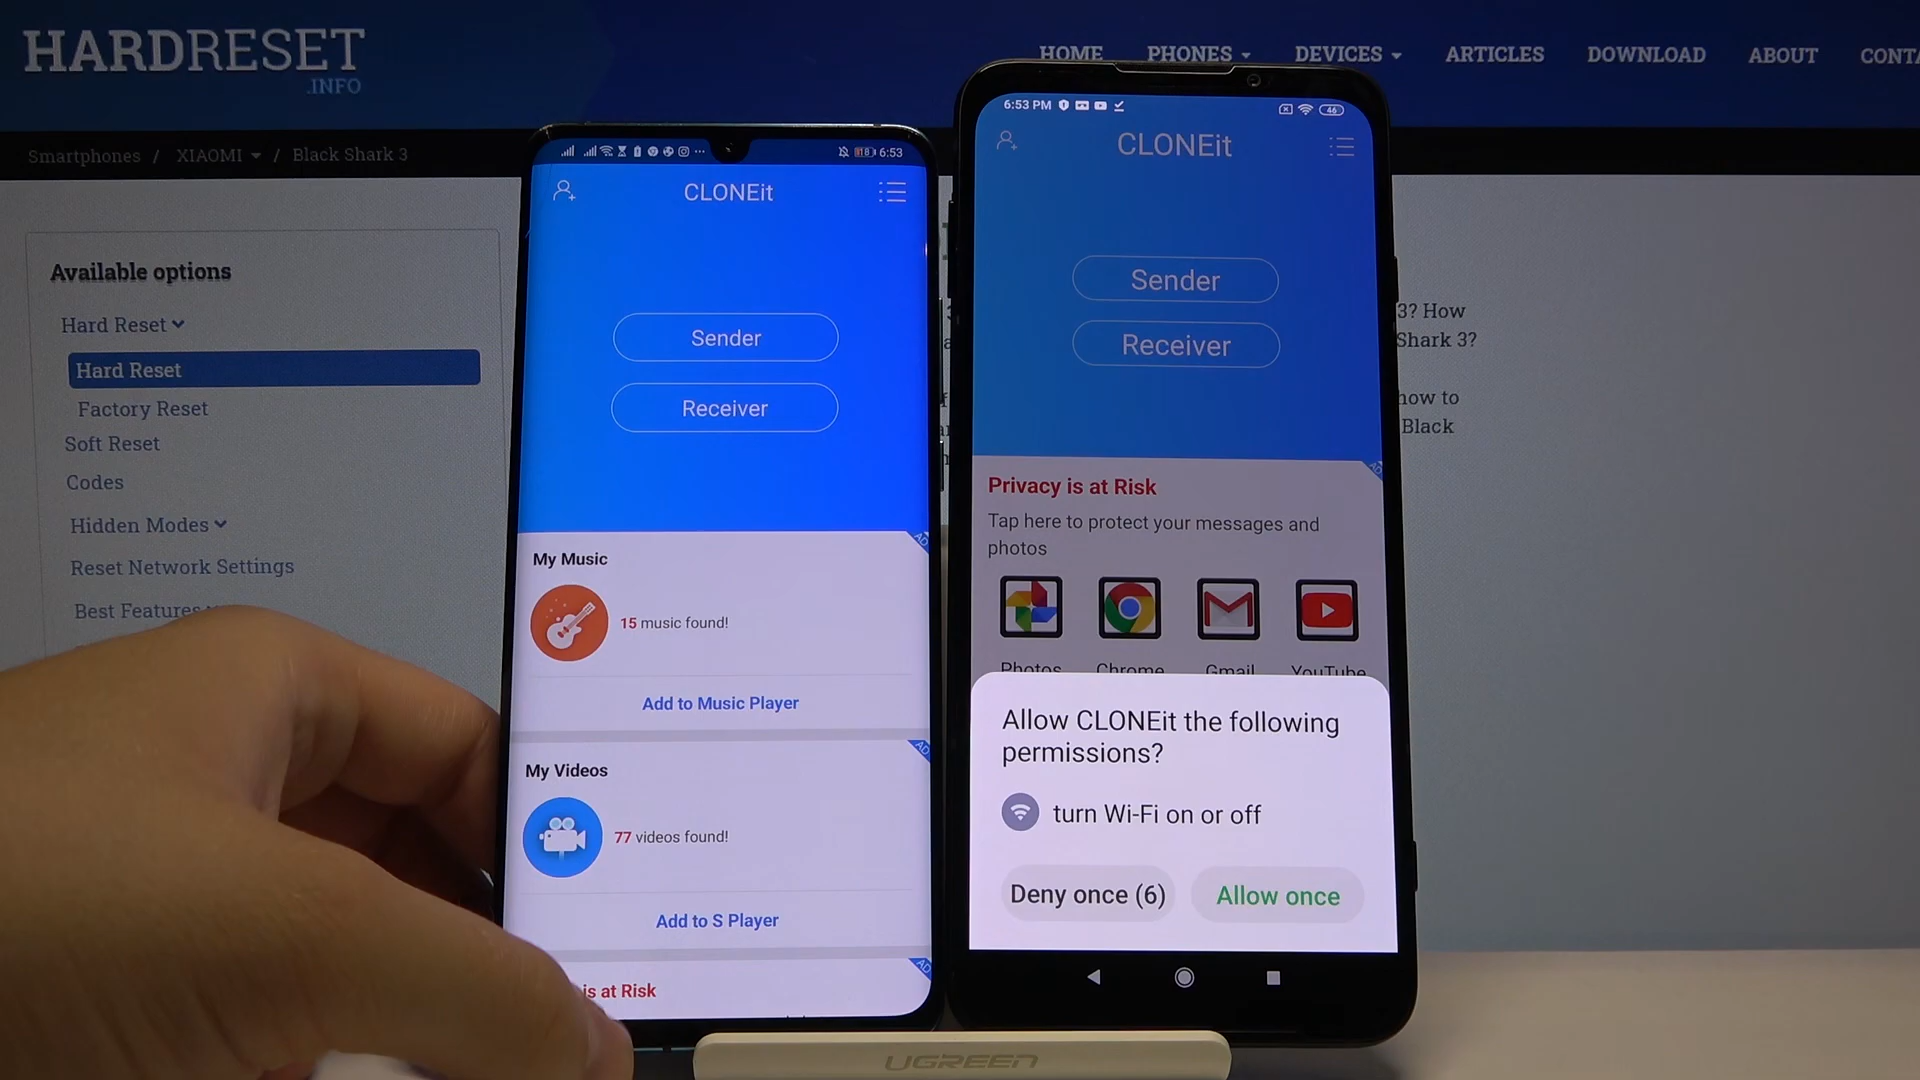 HARDRESET
.INFO
HOME PHONES DEVICES ARTICLES DOWNLOAD ABOUT
Smartphones / XIAOMI / Black Shark 3
Available options
Hard Reset
Hard Reset
Factory Reset
Soft Reset
Codes
Hidden Modes
Reset Network Settings
Best Features
6:53
CLONEit
Sender
Receiver
AD
My Music
15 music found!
Add to Music Player
AD
My Videos
77 videos found!
Add to S Player
AD
is at Risk
6:53 PM
46
CLONEit
Sender
Receiver
AD
Privacy is at Risk
Tap here to protect your messages and
photos
Photos Chrome Gmail YouTube
Allow CLONEit the following
permissions?
turn Wi-Fi on or off
Deny once (6) Allow once
3? How
Shark 3?
how to
Black
UGREEN